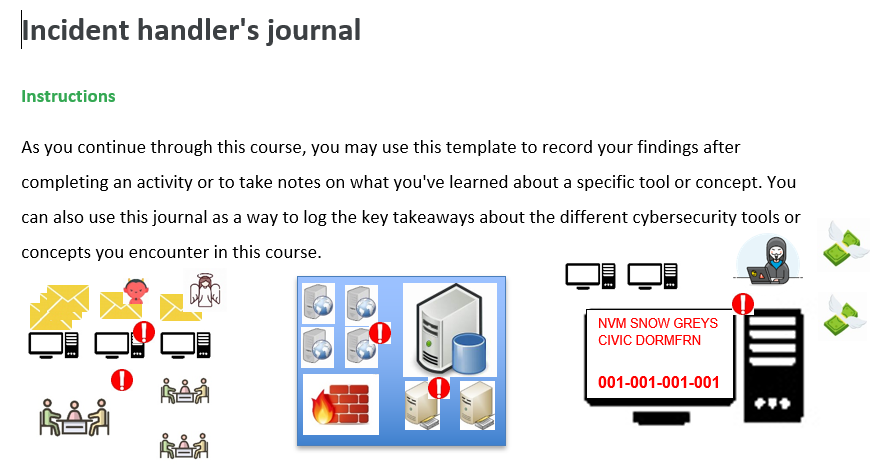 Incident handler's journal
Instructions
As you continue through this course, you may use this template to record your findings after
completing an activity or to take notes on what you've learned about a specific tool or concept. You
can also use this journal as a way to log the key takeaways about the different cybersecurity tools or
concepts you encounter in this course.
NVM SNOW GREYS
CIVIC DORMFRN
001-001-001-001